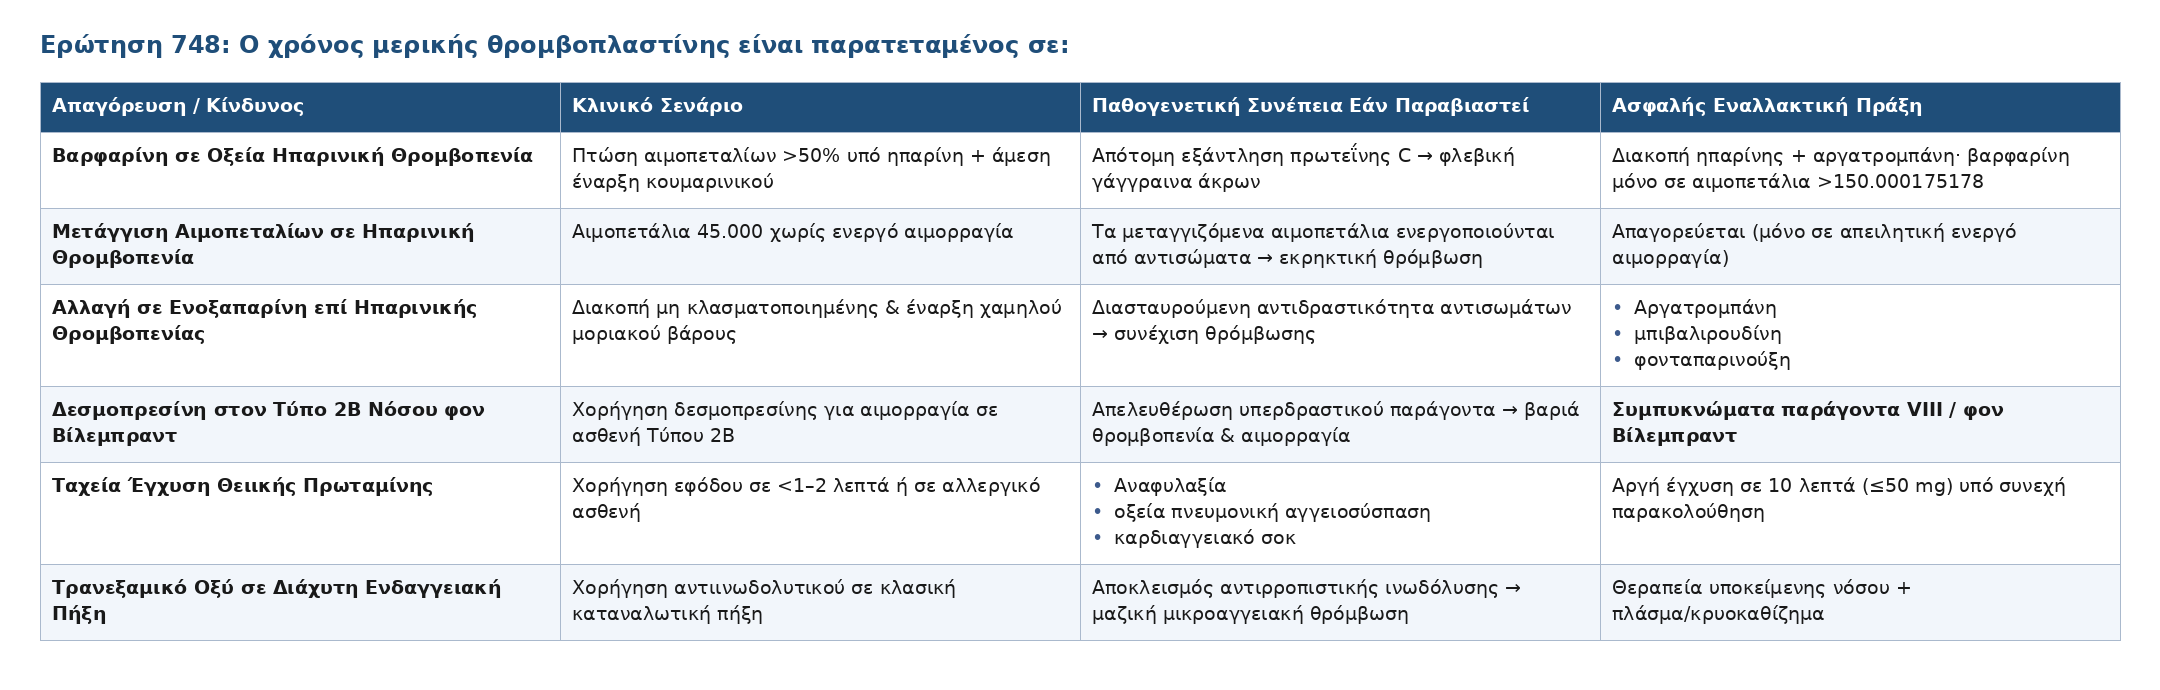 Ερώτηση 748: Ο χρόνος μερικής θρομβοπλαστίνης είναι παρατεταμένος σε:
Απαγόρευση / Κίνδυνος
Κλινικό Σενάριο
Παθογενετική Συνέπεια Εάν Παραβιαστεί
Ασφαλής Εναλλακτική Πράξη
Βαρφαρίνη σε Οξεία Ηπαρινική Θρομβοπενία
Πτώση αιμοπεταλίων >50% υπό ηπαρίνη + άμεση
έναρξη κουμαρινικού
Απότομη εξάντληση πρωτεΐνης C → φλεβική
γάγγραινα άκρων
Διακοπή ηπαρίνης + αργατρομπάνη· βαρφαρίνη
μόνο σε αιμοπετάλια >150.000175178
Μετάγγιση Αιμοπεταλίων σε Ηπαρινική
Θρομβοπενία
Αιμοπετάλια 45.000 χωρίς ενεργό αιμορραγία
Τα μεταγγιζόμενα αιμοπετάλια ενεργοποιούνται
από αντισώματα → εκρηκτική θρόμβωση
Απαγορεύεται (μόνο σε απειλητική ενεργό
αιμορραγία)
Αλλαγή σε Ενοξαπαρίνη επί Ηπαρινικής
Θρομβοπενίας
Διακοπή μη κλασματοποιημένης & έναρξη χαμηλού
μοριακού βάρους
Διασταυρούμενη αντιδραστικότητα αντισωμάτων
→ συνέχιση θρόμβωσης
• Αργατρομπάνη
• μπιβαλιρουδίνη
• φονταπαρινούξη
Δεσμοπρεσίνη στον Τύπο 2Β Νόσου φον
Βίλεμπραντ
Χορήγηση δεσμοπρεσίνης για αιμορραγία σε
ασθενή Τύπου 2Β
Απελευθέρωση υπερδραστικού παράγοντα → βαριά
θρομβοπενία & αιμορραγία
Συμπυκνώματα παράγοντα VIII / φον
Βίλεμπραντ
Ταχεία Έγχυση Θειικής Πρωταμίνης
Χορήγηση εφόδου σε <1–2 λεπτά ή σε αλλεργικό
ασθενή
• Αναφυλαξία
• οξεία πνευμονική αγγειοσύσπαση
• καρδιαγγειακό σοκ
Αργή έγχυση σε 10 λεπτά (≤50 mg) υπό συνεχή
παρακολούθηση
Τρανεξαμικό Οξύ σε Διάχυτη Ενδαγγειακή
Πήξη
Χορήγηση αντιινωδολυτικού σε κλασική
καταναλωτική πήξη
Αποκλεισμός αντιρροπιστικής ινωδόλυσης →
μαζική μικροαγγειακή θρόμβωση
Θεραπεία υποκείμενης νόσου +
πλάσμα/κρυοκαθίζημα